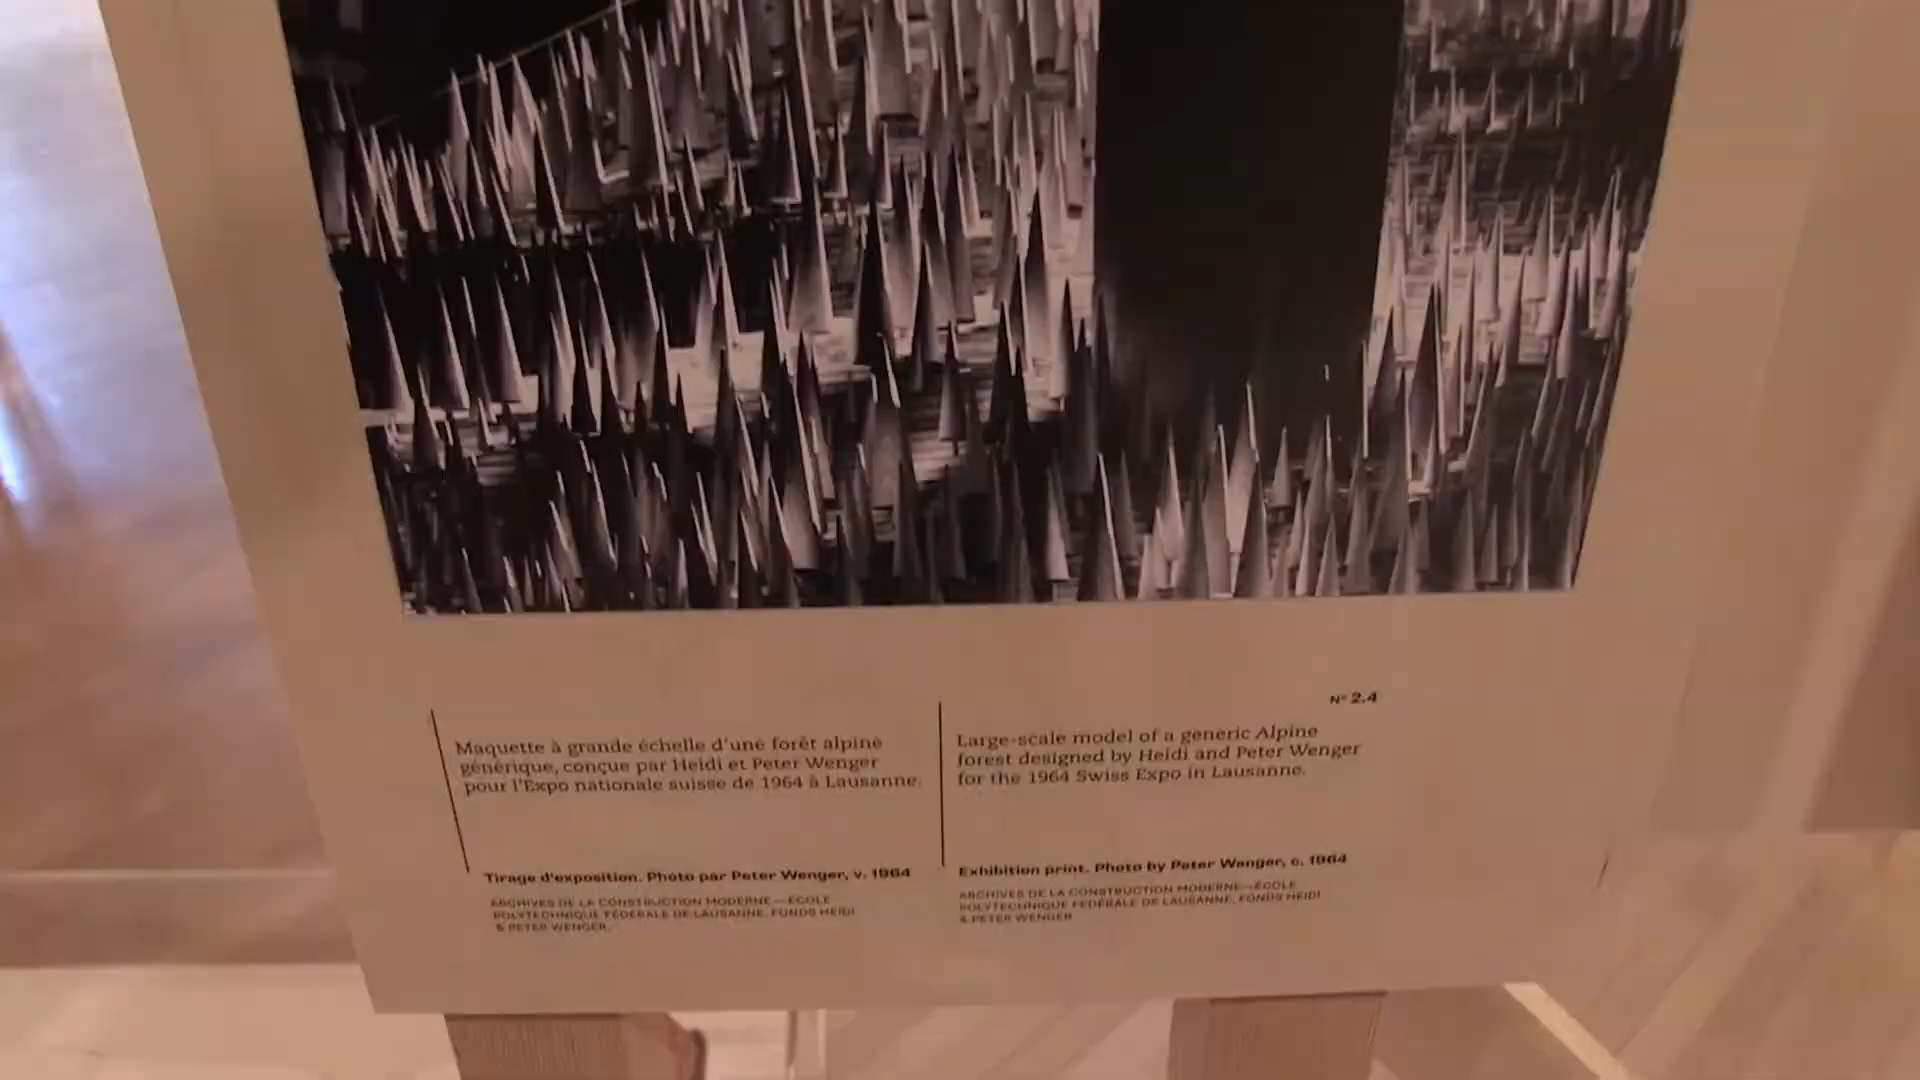 Maquette à grande échelle d'une forêt alpine
générique, conçue par Heidi et Peter Wenger
pour l'Expo nationale suisse de 1964 à Lausanne.
Tirage d'exposition. Photo par Peter Wenger, v. 1964
ARCHIVES DE LA CONSTRUCTION MODERNE — ÉCOLE
POLYTECHNIQUE FÉDÉRALE DE LAUSANNE, FONDS HEIDI
& PETER WENGER.
N° 2.4
Large-scale model of a generic Alpine
forest designed by Heidi and Peter Wenger
for the 1964 Swiss Expo in Lausanne.
Exhibition print. Photo by Peter Wenger, c. 1964
ARCHIVES DE LA CONSTRUCTION MODERNE—ÉCOLE
POLYTECHNIQUE FÉDÉRALE DE LAUSANNE, FONDS HEIDI
& PETER WENGER